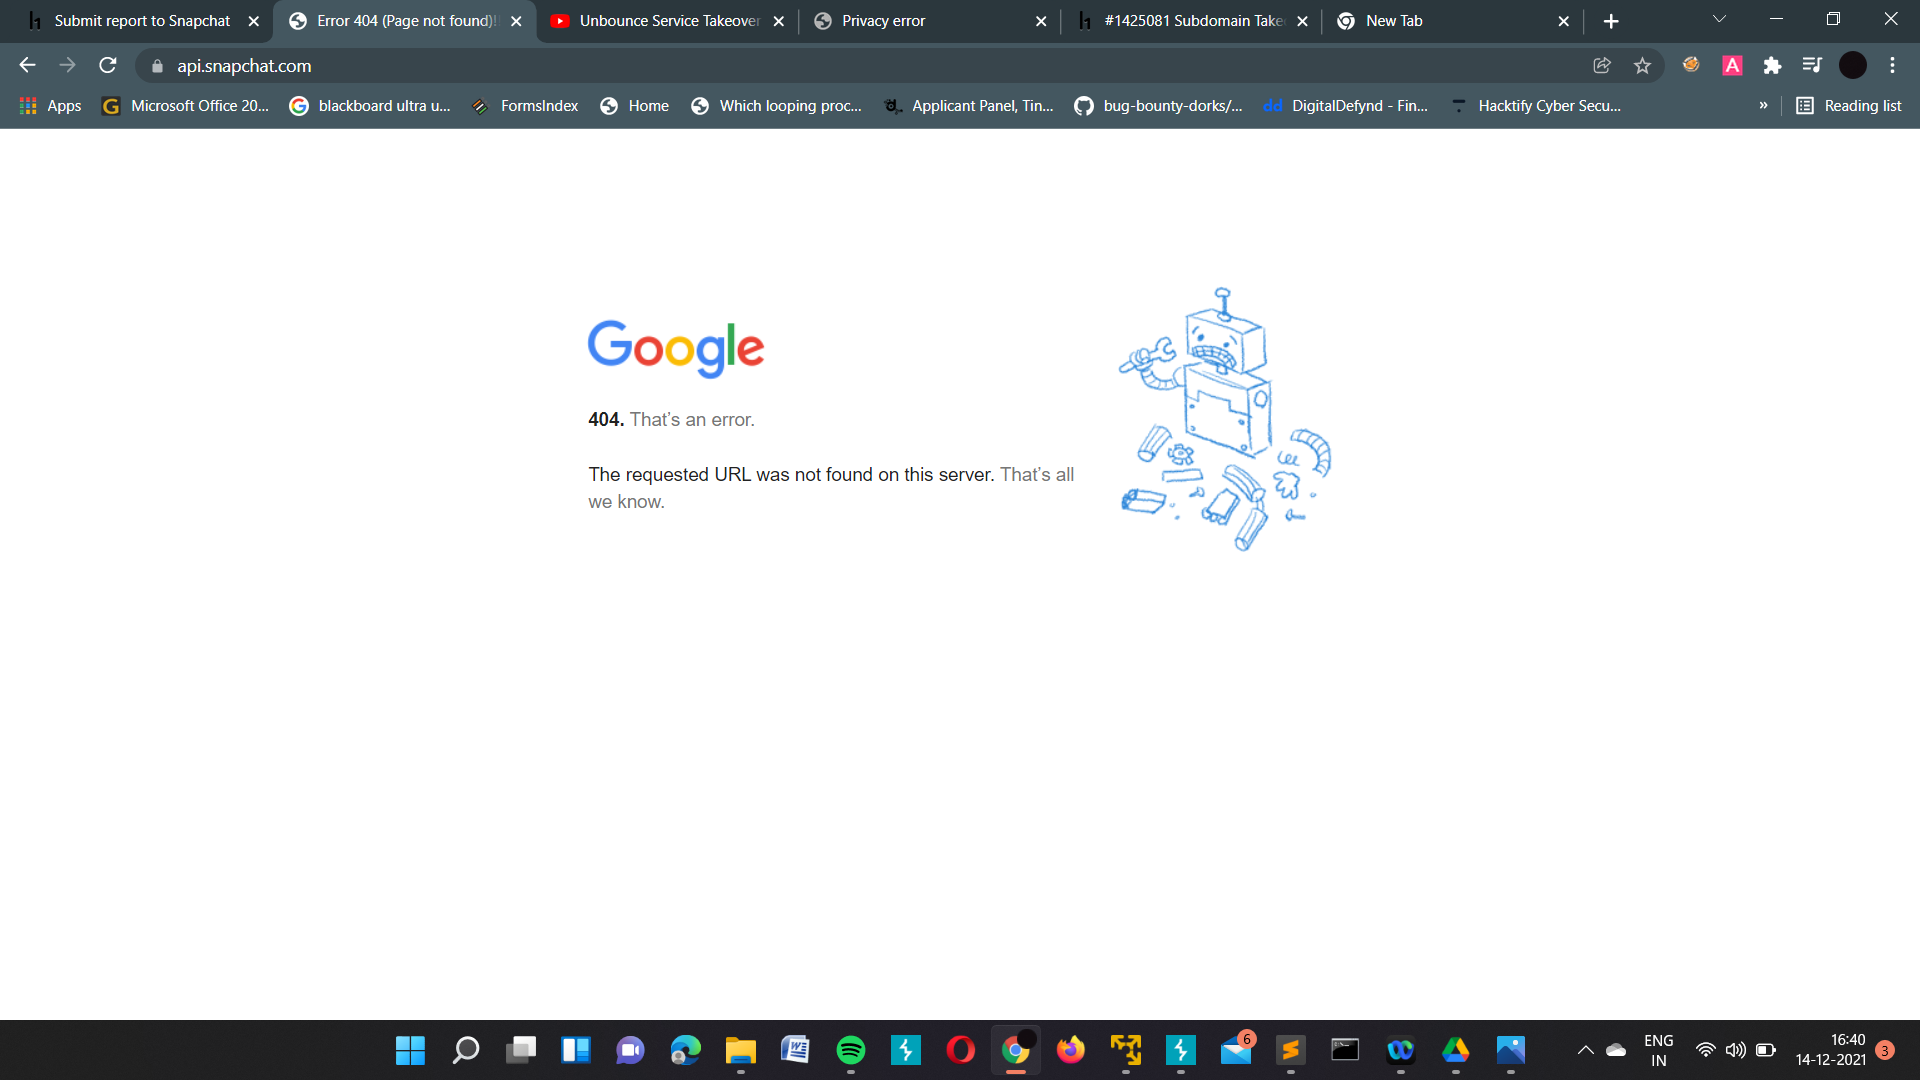 Submit report to Snapchat
Error 404 (Page not found)!!
Unbounce Service Takeover
Privacy error
#1425081 Subdomain Take
New Tab
api.snapchat.com
A
Apps
G
Microsoft Office 20...
G
blackboard ultra u...
FormsIndex
Home
Which looping proc...
Applicant Panel, Tin...
bug-bounty-dorks/...
dd
DigitalDefynd - Fin...
Hacktify Cyber Secu...
»
Reading list
Google
404. That's an error.
The requested URL was not found on this server. That's all
we know.
6
ENG
IN
16:40
14-12-2021
3